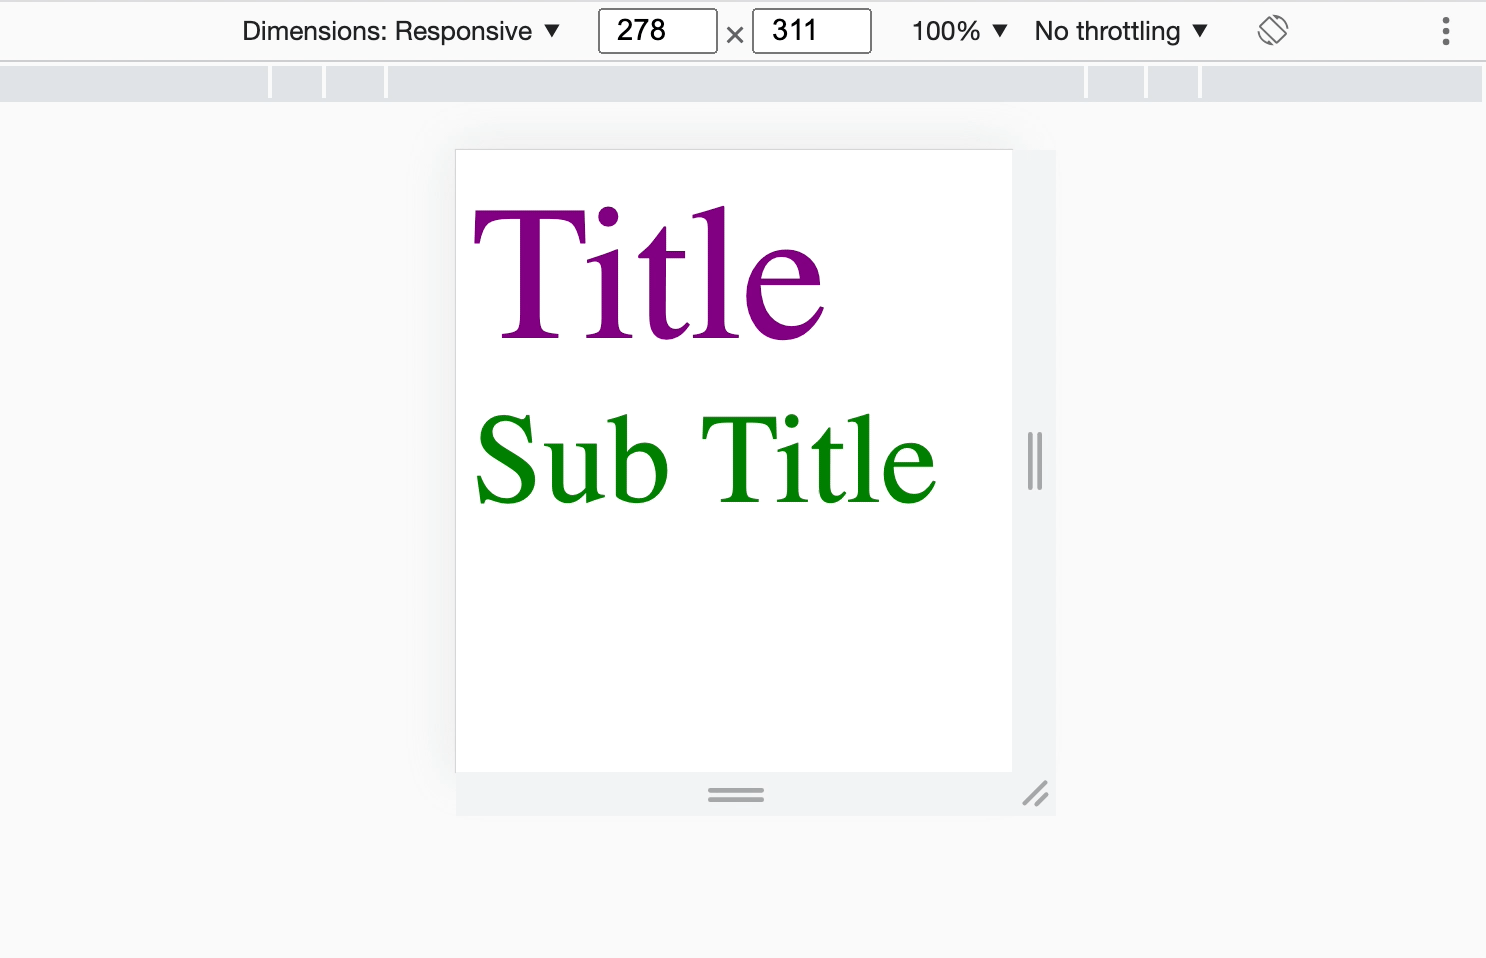 Dimensions: Responsive ▼ 278 × 311 100% ▼ No throttling ▼
Title
Sub Title